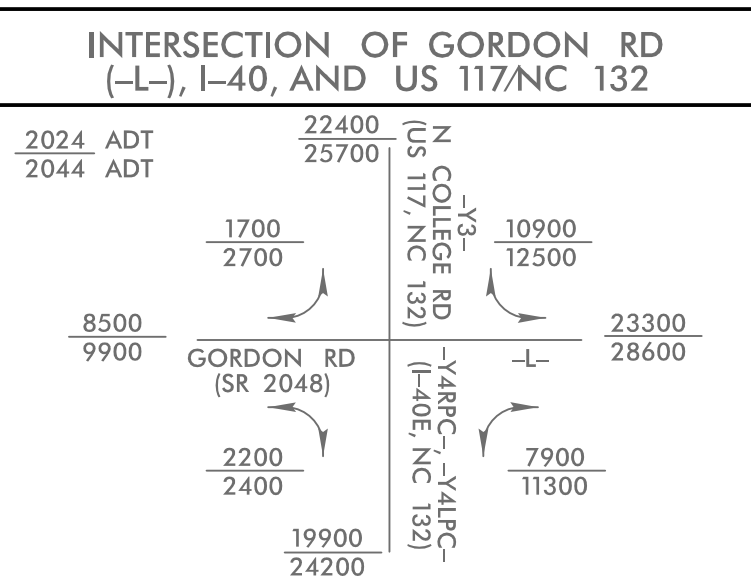 INTERSECTION OF GORDON RD
(–L–), I–40, AND US 117/NC 132
2024 ADT
2044 ADT
22400
25700
N COLLEGE RD
(US 117, NC 132)
–Y3–
1700
2700
10900
12500
8500
9900
23300
28600
GORDON RD
(SR 2048)
–L–
–Y4RPC–, –Y4LPC–
(I–40E, NC 132)
2200
2400
7900
11300
19900
24200